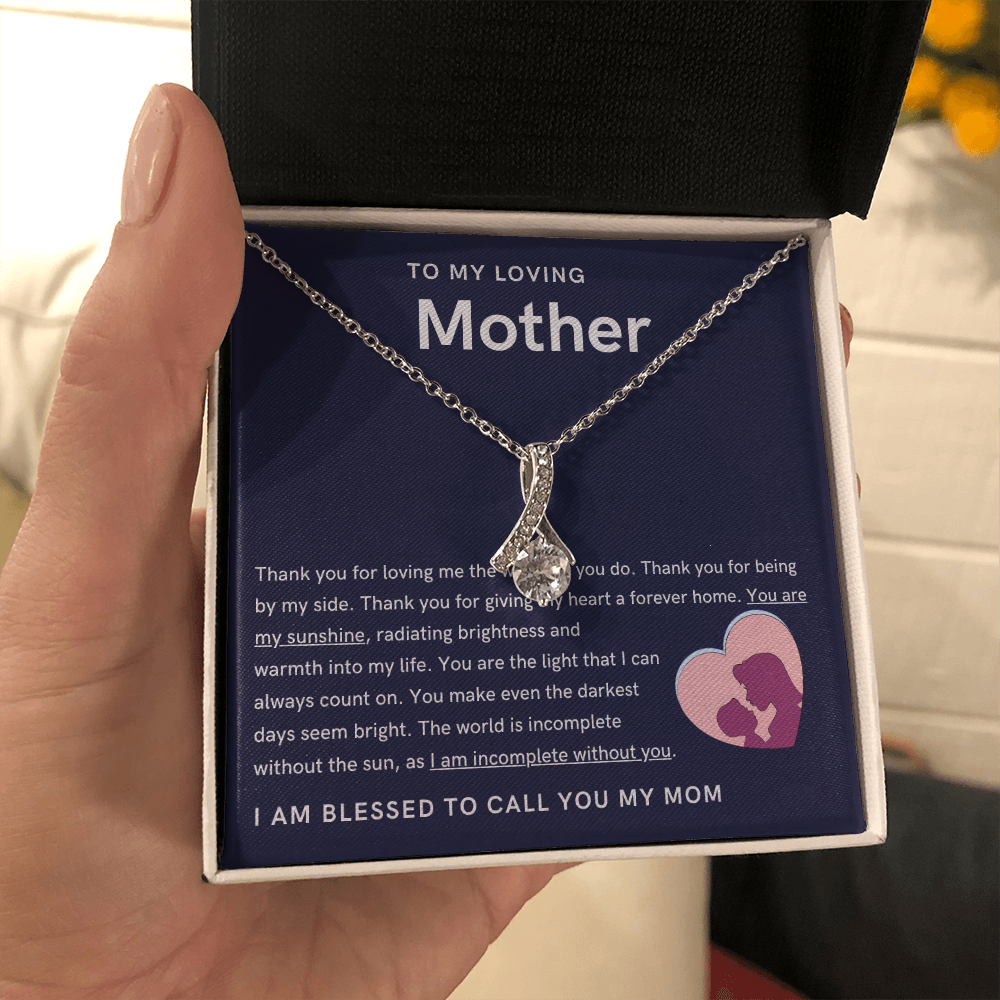 TO MY LOVING
Mother
Thank you for loving me the you do. Thank you for being
by my side. Thank you for giving my heart a forever home. You are
my sunshine, radiating brightness and
warmth into my life. You are the light that I can
always count on. You make even the darkest
days seem bright. The world is incomplete
without the sun, as I am incomplete without you.
I AM BLESSED TO CALL YOU MY MOM